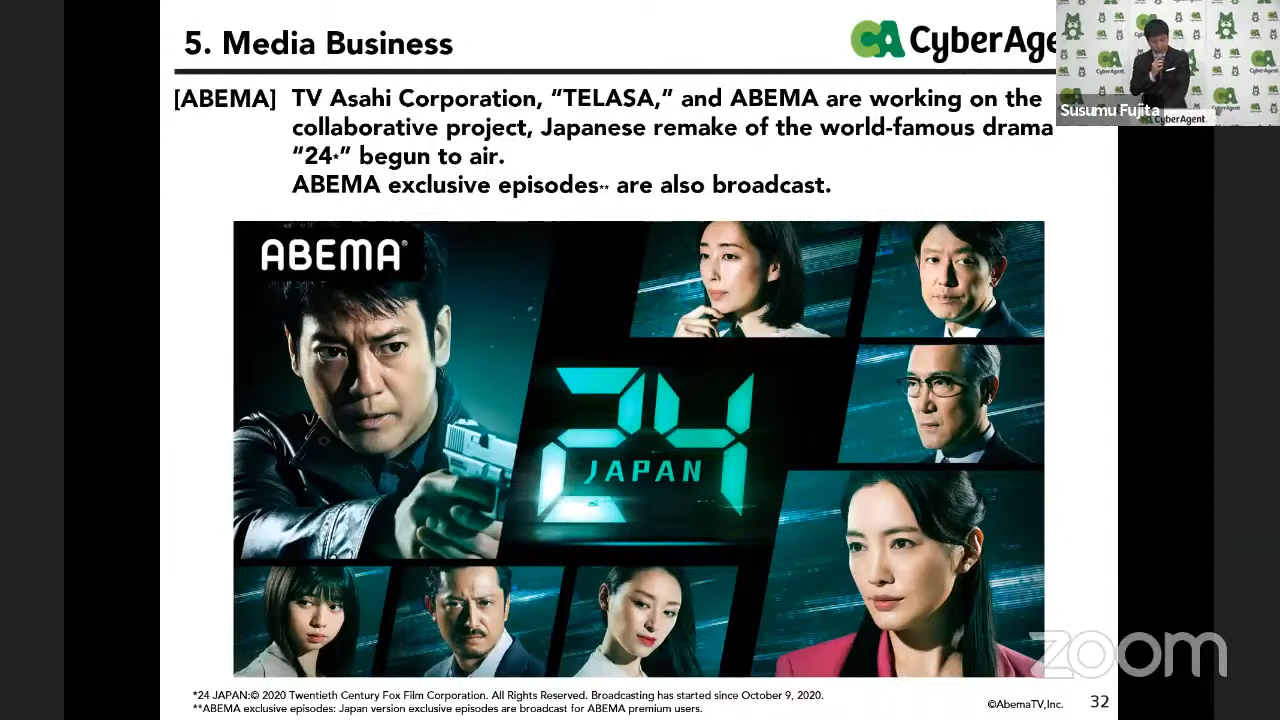 5. Media Business
CA CyberAge
Susumu Fujita
CyberAgent.
[ABEMA] TV Asahi Corporation, “TELASA,” and ABEMA are working on the
collaborative project, Japanese remake of the world-famous drama
“24*” begun to air.
ABEMA exclusive episodes** are also broadcast.
ABEMA®
24
JAPAN
zoom
*24 JAPAN:© 2020 Twentieth Century Fox Film Corporation. All Rights Reserved. Broadcasting has started since October 9, 2020.
**ABEMA exclusive episodes: Japan version exclusive episodes are broadcast for ABEMA premium users.
©AbemaTV,Inc.
32